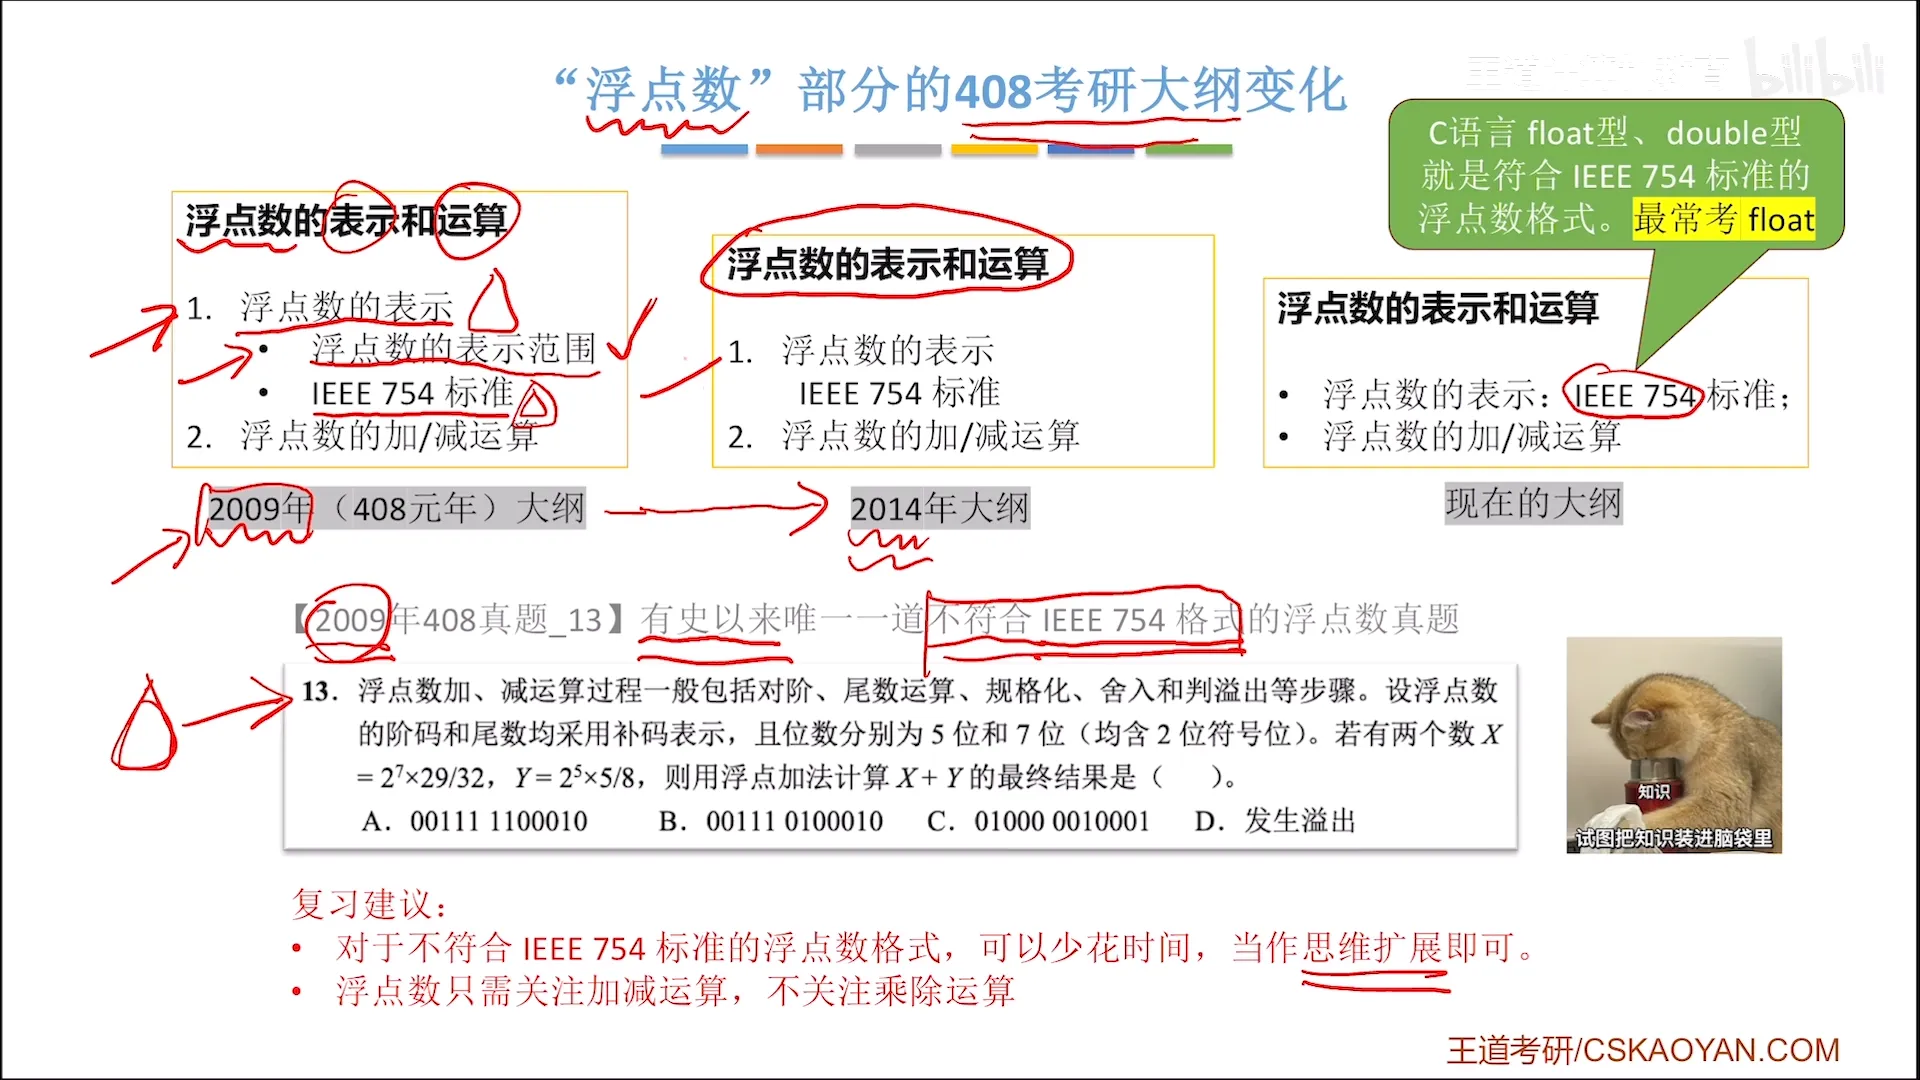 “浮点数”部分的408考研大纲变化
bilibili
C语言 float型、double型
就是符合 IEEE 754 标准的
浮点数格式。最常考 float
浮点数的表示和运算
1. 浮点数的表示
• 浮点数的表示范围
• IEEE 754 标准
2. 浮点数的加/减运算
2009年（408元年）大纲
浮点数的表示和运算
1. 浮点数的表示
IEEE 754 标准
2. 浮点数的加/减运算
2014年大纲
浮点数的表示和运算
• 浮点数的表示：IEEE 754 标准；
• 浮点数的加/减运算
现在的大纲
【2009年408真题_13】有史以来唯一一道不符合 IEEE 754 格式的浮点数真题
13. 浮点数加、减运算过程一般包括对阶、尾数运算、规格化、舍入和判溢出等步骤。设浮点数
的阶码和尾数均采用补码表示，且位数分别为 5 位和 7 位（均含 2 位符号位）。若有两个数 X
= 2⁷×29/32，Y = 2⁵×5/8，则用浮点加法计算 X + Y 的最终结果是（ ）。
A. 00111 1100010 B. 00111 0100010 C. 01000 0010001 D. 发生溢出
知识
试图把知识装进脑袋里
复习建议：
• 对于不符合 IEEE 754 标准的浮点数格式，可以少花时间，当作思维扩展即可。
• 浮点数只需关注加减运算，不关注乘除运算
王道考研/CSKAOYAN.COM